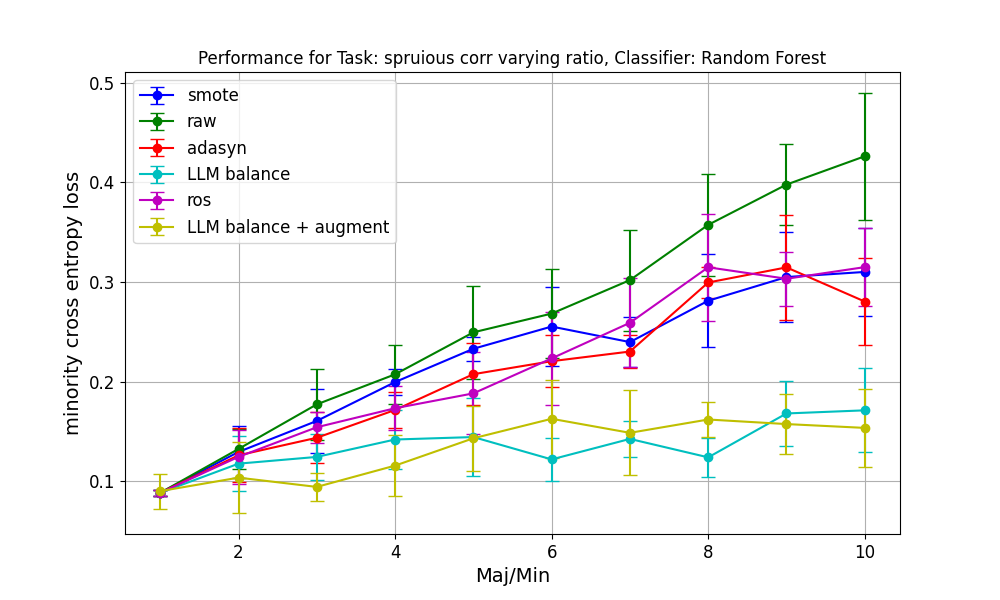 Performance for Task: spruious corr varying ratio, Classifier: Random Forest
smote
raw
adasyn
LLM balance
ros
LLM balance + augment
minority cross entropy loss
0.5
0.4
0.3
0.2
0.1
2 4 6 8 10
Maj/Min